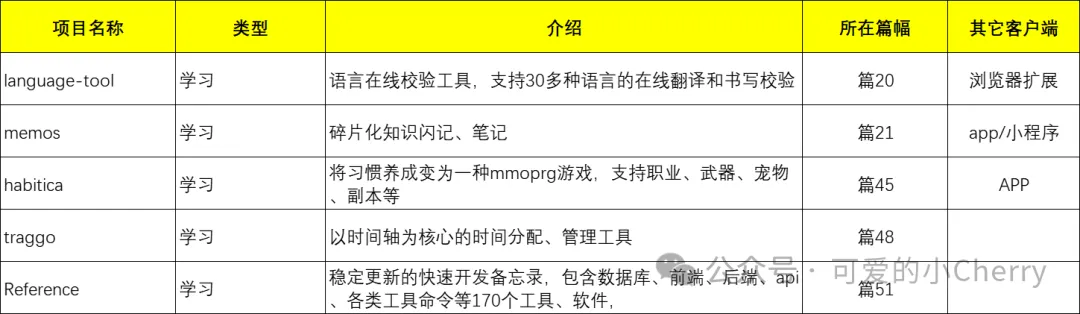 项目名称 类型 介绍 所在篇幅 其它客户端
language-tool 学习 语言在线校验工具，支持30多种语言的在线翻译和书写校验 篇20 浏览器扩展
memos 学习 碎片化知识闪记、笔记 篇21 app/小程序
habitica 学习 将习惯养成变为一种mmoprg游戏，支持职业、武器、宠物
、副本等 篇45 APP
traggo 学习 以时间轴为核心的时间分配、管理工具 篇48
Reference 学习 稳定更新的快速开发备忘录，包含数据库、前端、后端、api
、各类工具命令等170个工具、软件， 篇51
公众号·可爱的小Cherry